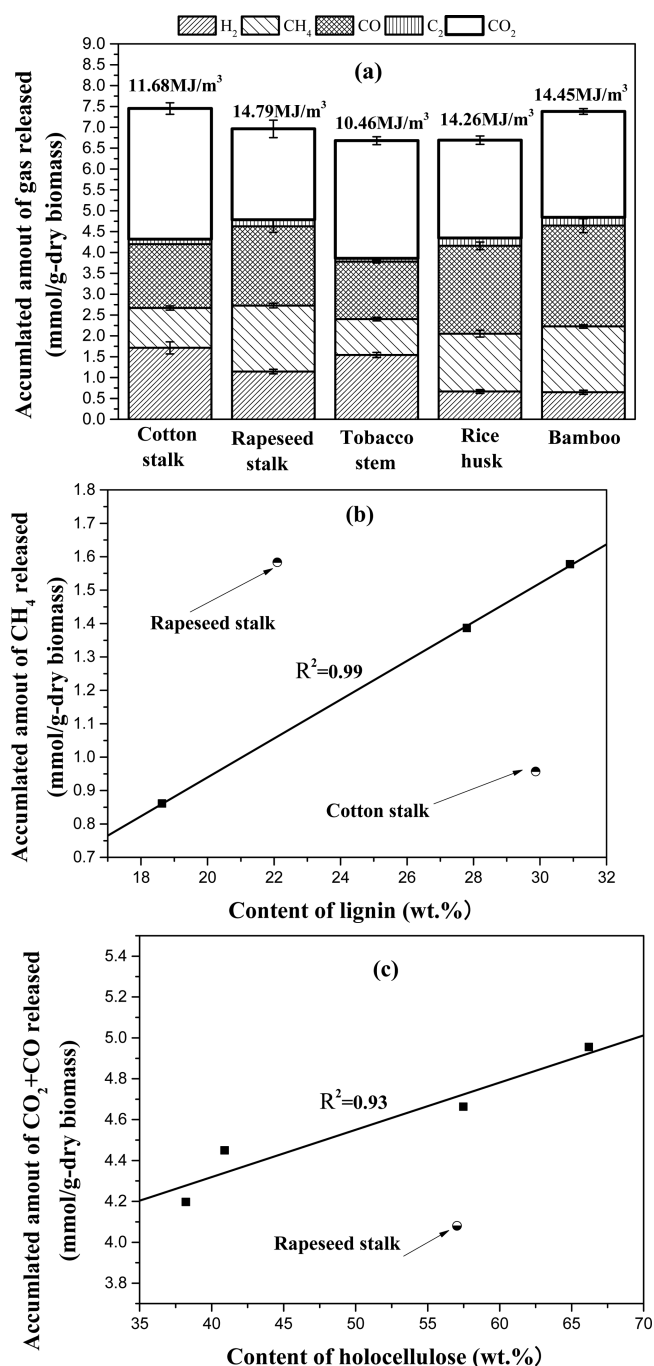 H₂ CH₄ CO C₂ CO₂
(a)
11.68MJ/m³
14.79MJ/m³
10.46MJ/m³
14.26MJ/m³
14.45MJ/m³
9.0
8.5
8.0
7.5
7.0
6.5
6.0
5.5
5.0
4.5
4.0
3.5
3.0
2.5
2.0
1.5
1.0
0.5
0.0
Accumlated amout of gas released
(mmol/g-dry biomass)
Cotton
stalk
Rapeseed
stalk
Tobacco
stem
Rice
husk
Bamboo
(b)
1.8
1.7
1.6
1.5
1.4
1.3
1.2
1.1
1.0
0.9
0.8
0.7
Accumlated amout of CH₄ released
(mmol/g-dry biomass)
Rapeseed stalk
R²=0.99
Cotton stalk
18 20 22 24 26 28 30 32
Content of lignin (wt.%)
(c)
5.4
5.2
5.0
4.8
4.6
4.4
4.2
4.0
3.8
Accumlated amout of CO₂+CO released
(mmol/g-dry biomass)
R²=0.93
Rapeseed stalk
35 40 45 50 55 60 65 70
Content of holocellulose (wt.%)